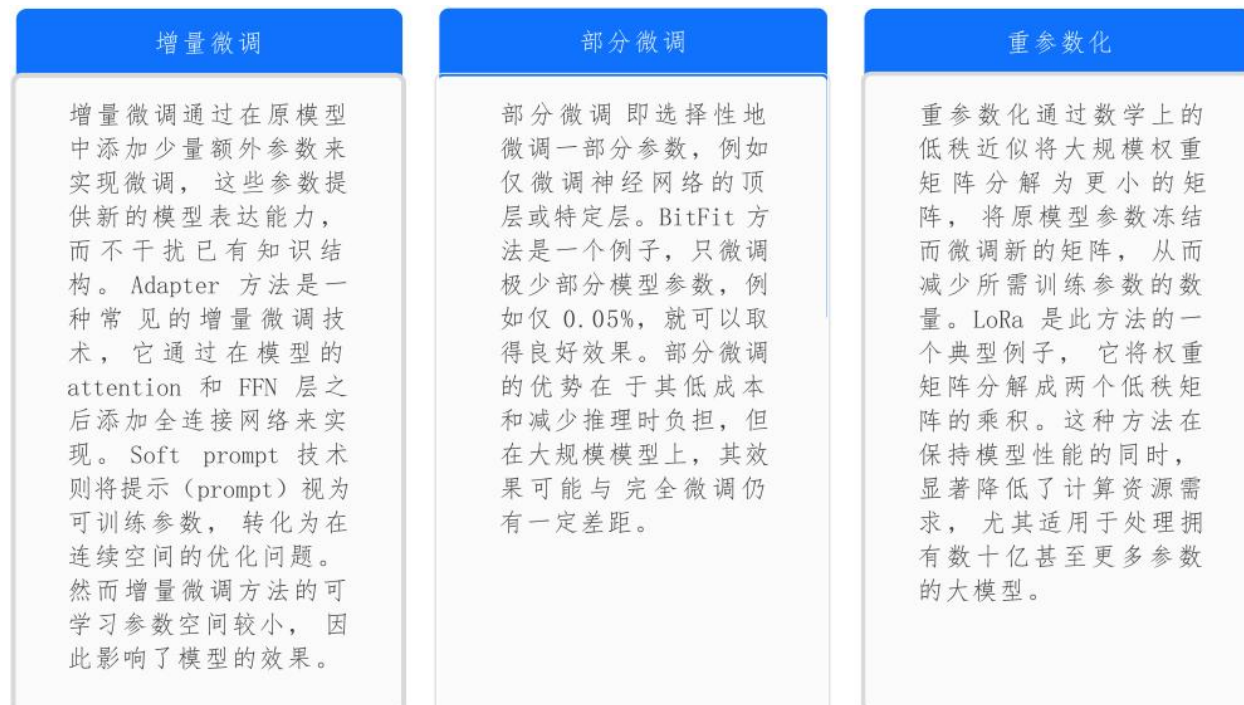 增量微调
增量微调通过在原模型
中添加少量额外参数来
实现微调， 这些参数提
供新的模型表达能力，
而不干扰已有知识结
构。 Adapter 方法是一
种常 见的增量微调技
术， 它通过在模型的
attention 和 FFN 层之
后添加全连接网络来实
现。 Soft prompt 技术
则将提示（prompt）视为
可训练参数， 转化为在
连续空间的优化问题。
然而增量微调方法的可
学习参数空间较小， 因
此影响了模型的效果。
部分微调
部分微调 即选择性地
微调一部分参数，例如
仅微调神经网络的顶
层或特定层。BitFit 方
法是一个例子，只微调
极少部分模型参数，例
如仅 0.05%，就可以取
得良好效果。部分微调
的优势在 于其低成本
和减少推理时负担，但
在大规模模型上，其效
果可能与 完全微调仍
有一定差距。
重参数化
重参数化通过数学上的
低秩近似将大规模权重
矩阵分解为更小的矩
阵， 将原模型参数冻结
而微调新的矩阵， 从而
减少所需训练参数的数
量。LoRa 是此方法的一
个典型例子， 它将权重
矩阵分解成两个低秩矩
阵的乘积。这种方法在
保持模型性能的同时，
显著降低了计算资源需
求， 尤其适用于处理拥
有数十亿甚至更多参数
的大模型。